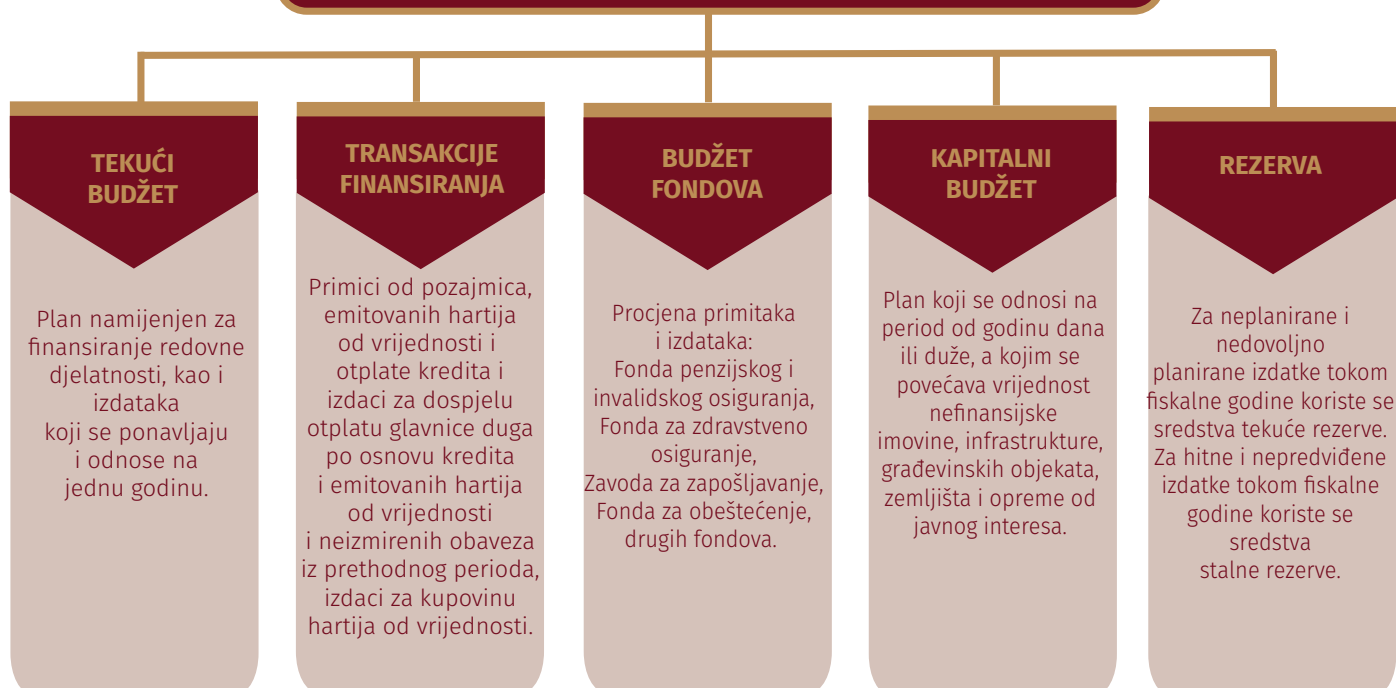 TEKUĆI
BUDŽET
Plan namijenjen za
finansiranje redovne
djelatnosti, kao i
izdataka
koji se ponavljaju
i odnose na
jednu godinu.
TRANSAKCIJE
FINANSIRANJA
Primici od pozajmica,
emitovanih hartija
od vrijednosti i
otplate kredita i
izdaci za dospjelu
otplatu glavnice duga
po osnovu kredita
i emitovanih hartija
od vrijednosti
i neizmirenih obaveza
iz prethodnog perioda,
izdaci za kupovinu
hartija od vrijednosti.
BUDŽET
FONDOVA
Procjena primitaka
i izdataka:
Fonda penzijskog i
invalidskog osiguranja,
Fonda za zdravstveno
osiguranje,
Zavoda za zapošljavanje,
Fonda za obeštećenje,
drugih fondova.
KAPITALNI
BUDŽET
Plan koji se odnosi na
period od godinu dana
ili duže, a kojim se
povećava vrijednost
nefinansijske
imovine, infrastrukture,
građevinskih objekata,
zemljišta i opreme od
javnog interesa.
REZERVA
Za neplanirane i
nedovoljno
planirane izdatke tokom
fiskalne godine koriste se
sredstva tekuće rezerve.
Za hitne i nepredviđene
izdatke tokom fiskalne
godine koriste se
sredstva
stalne rezerve.